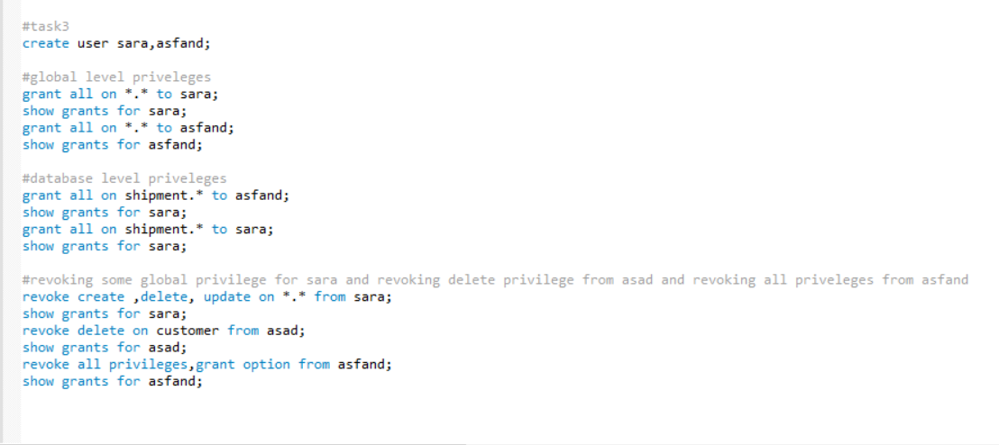 #task3
create user sara,asfand;
#global level priveleges
grant all on *.* to sara;
show grants for sara;
grant all on *.* to asfand;
show grants for asfand;
#database level priveleges
grant all on shipment.* to asfand;
show grants for sara;
grant all on shipment.* to sara;
show grants for sara;
#revoking some global privilege for sara and revoking delete privilege from asad and revoking all priveleges from asfand
revoke create ,delete, update on *.* from sara;
show grants for sara;
revoke delete on customer from asad;
show grants for asad;
revoke all privileges,grant option from asfand;
show grants for asfand;